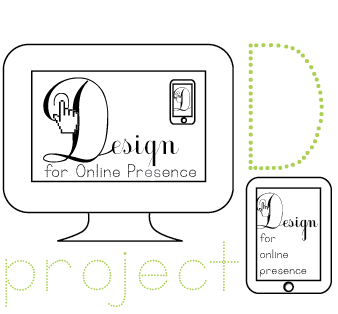 Design
for Online Presence
D
project
D
Design
for
online
presence